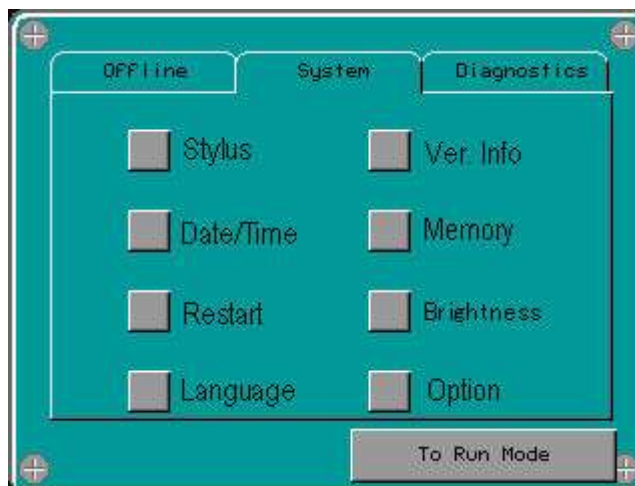 Offline System Diagnostics
Stylus Ver. Info
Date/Time Memory
Restart Brightness
Language Option
To Run Mode